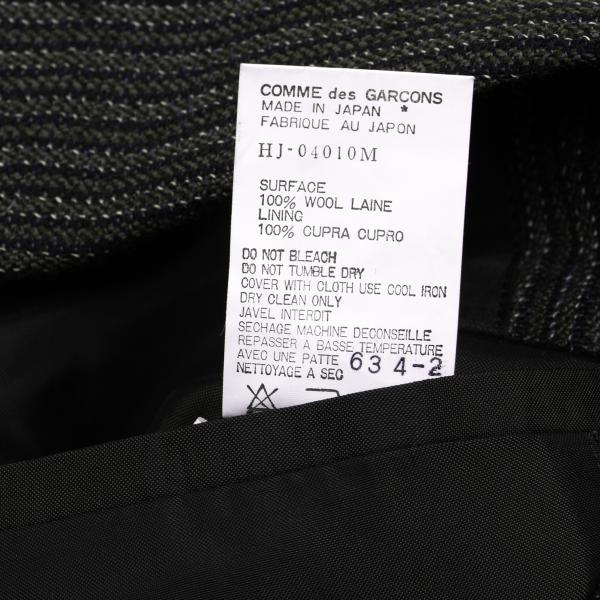 COMME des GARCONS
MADE IN JAPAN *
FABRIQUE AU JAPON
HJ-04010M
SURFACE
100% WOOL LAINE
LINING
100% CUPRA CUPRO
DO NOT BLEACH
DO NOT TUMBLE DRY
COVER WITH CLOTH USE COOL IRON
DRY CLEAN ONLY
JAVEL INTERDIT
SECHAGE MACHINE DECONSEILLE
REPASSER A BASSE TEMPERATURE
AVEC UNE PATTE 634-2
NETTOYAGE A SEC